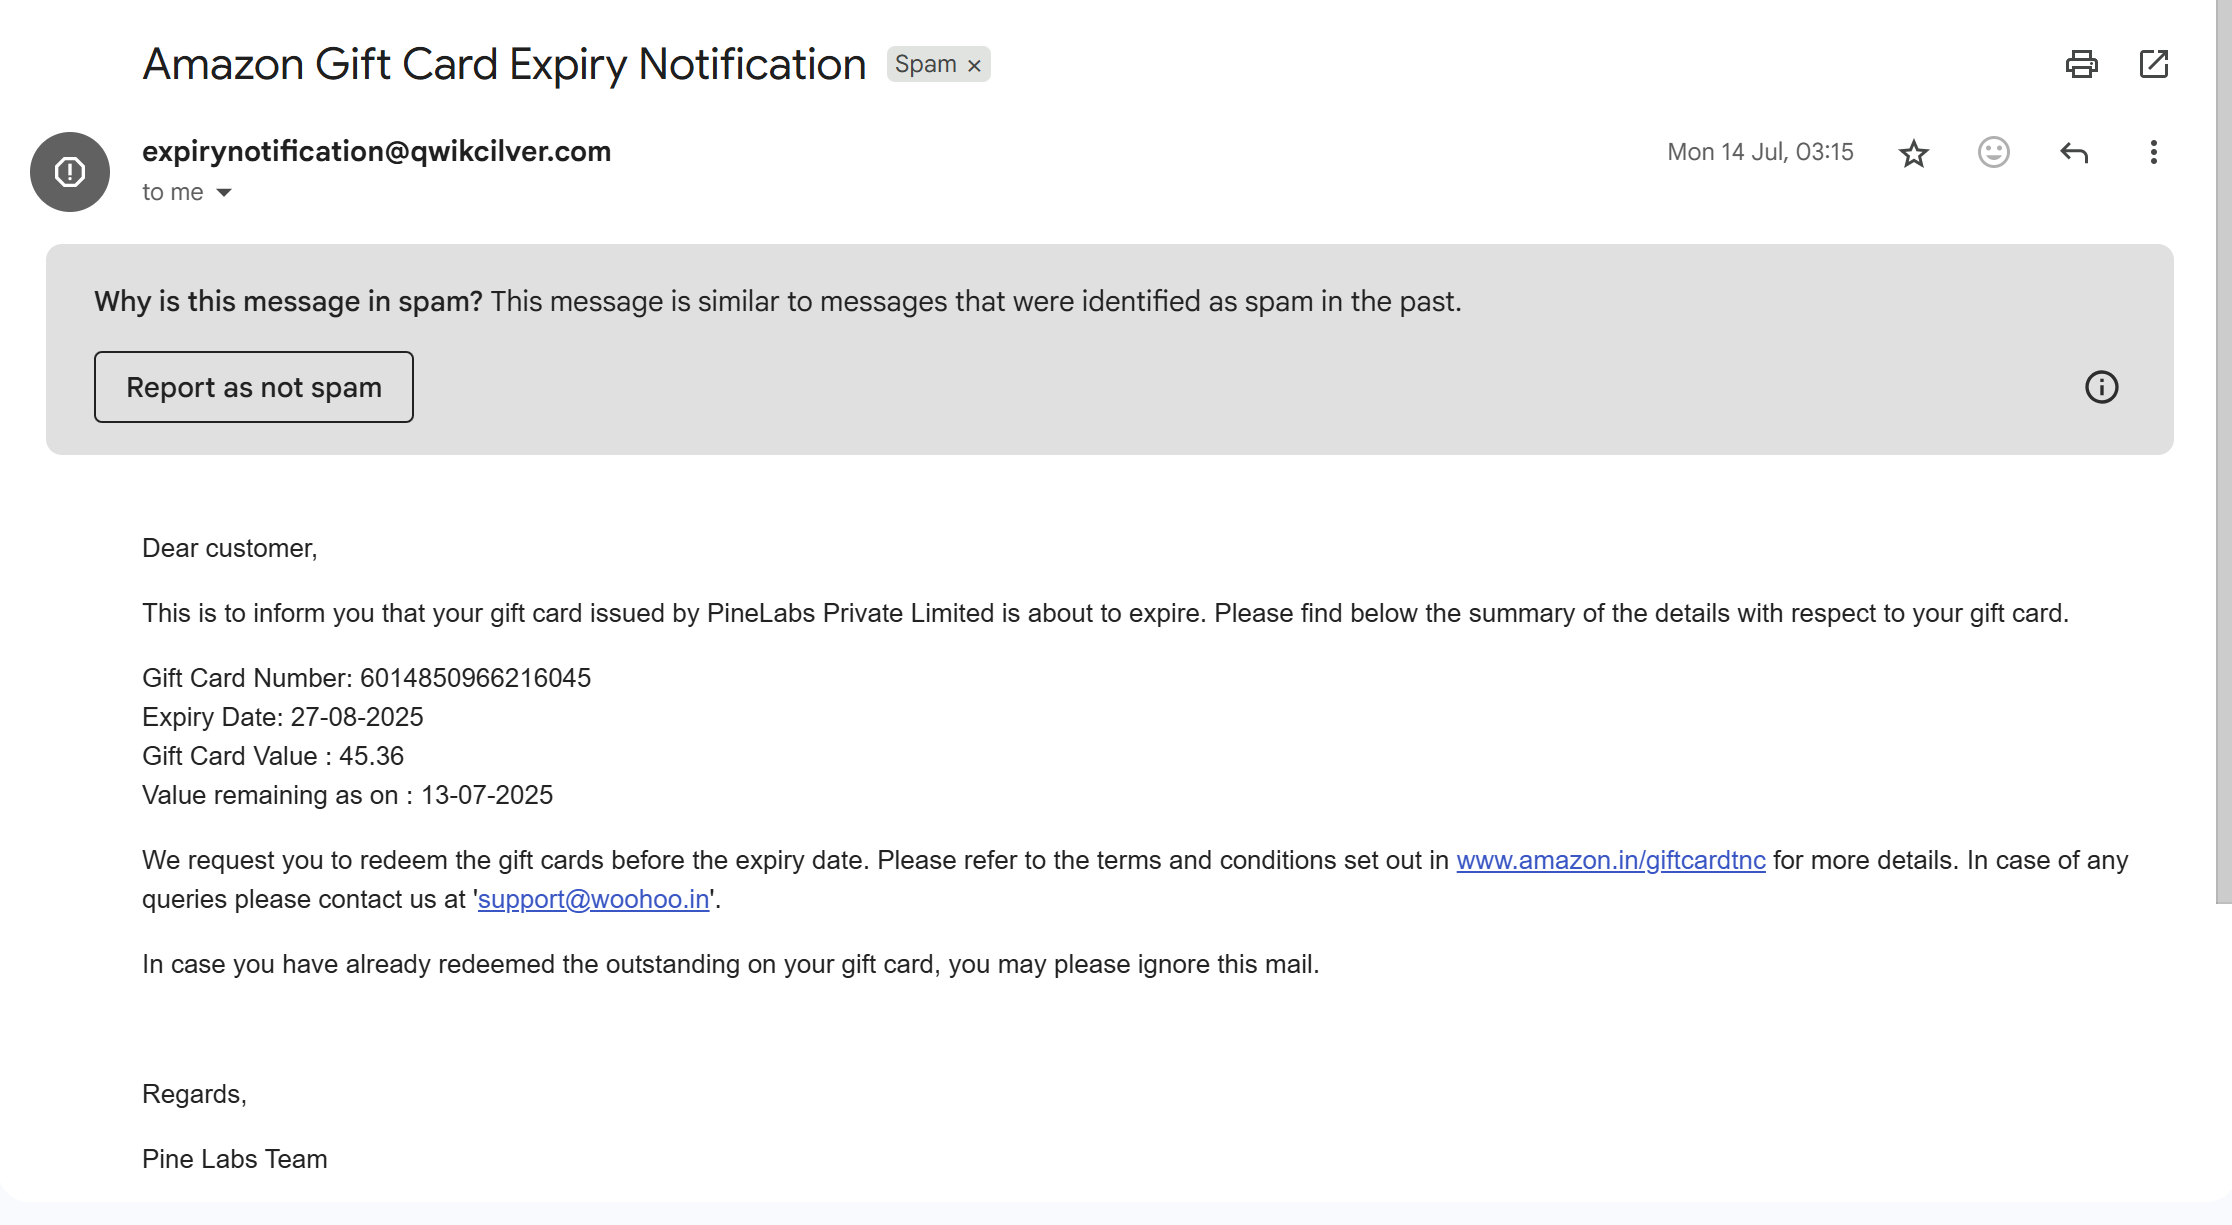 Amazon Gift Card Expiry Notification Spam ×
expirynotification@qwikcilver.com Mon 14 Jul, 03:15
to me
Why is this message in spam? This message is similar to messages that were identified as spam in the past.
Report as not spam
Dear customer,
This is to inform you that your gift card issued by PineLabs Private Limited is about to expire. Please find below the summary of the details with respect to your gift card.
Gift Card Number: 6014850966216045
Expiry Date: 27-08-2025
Gift Card Value : 45.36
Value remaining as on : 13-07-2025
We request you to redeem the gift cards before the expiry date. Please refer to the terms and conditions set out in www.amazon.in/giftcardtnc for more details. In case of any
queries please contact us at 'support@woohoo.in'.
In case you have already redeemed the outstanding on your gift card, you may please ignore this mail.
Regards,
Pine Labs Team